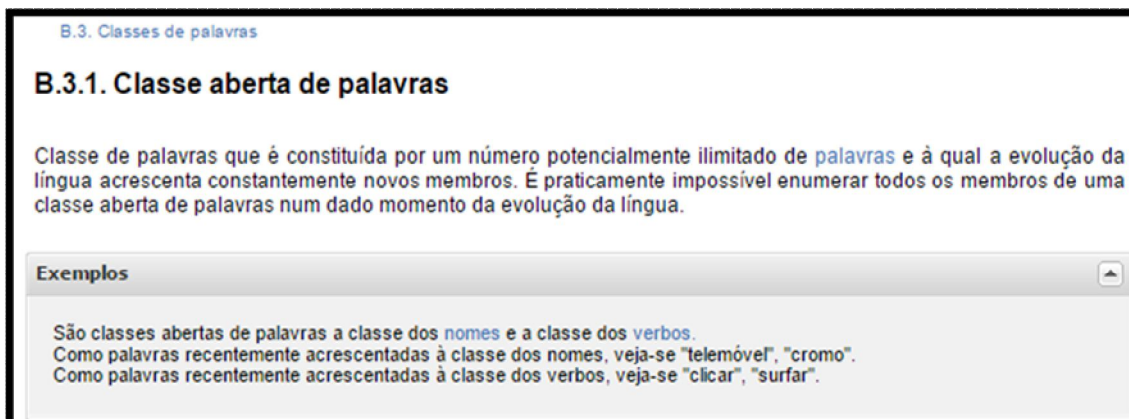 B.3. Classes de palavras
B.3.1. Classe aberta de palavras
Classe de palavras que é constituída por um número potencialmente ilimitado de palavras e à qual a evolução da
língua acrescenta constantemente novos membros. É praticamente impossível enumerar todos os membros de uma
classe aberta de palavras num dado momento da evolução da língua.
Exemplos
São classes abertas de palavras a classe dos nomes e a classe dos verbos.
Como palavras recentemente acrescentadas à classe dos nomes, veja-se "telemóvel", "cromo".
Como palavras recentemente acrescentadas à classe dos verbos, veja-se "clicar", "surfar".